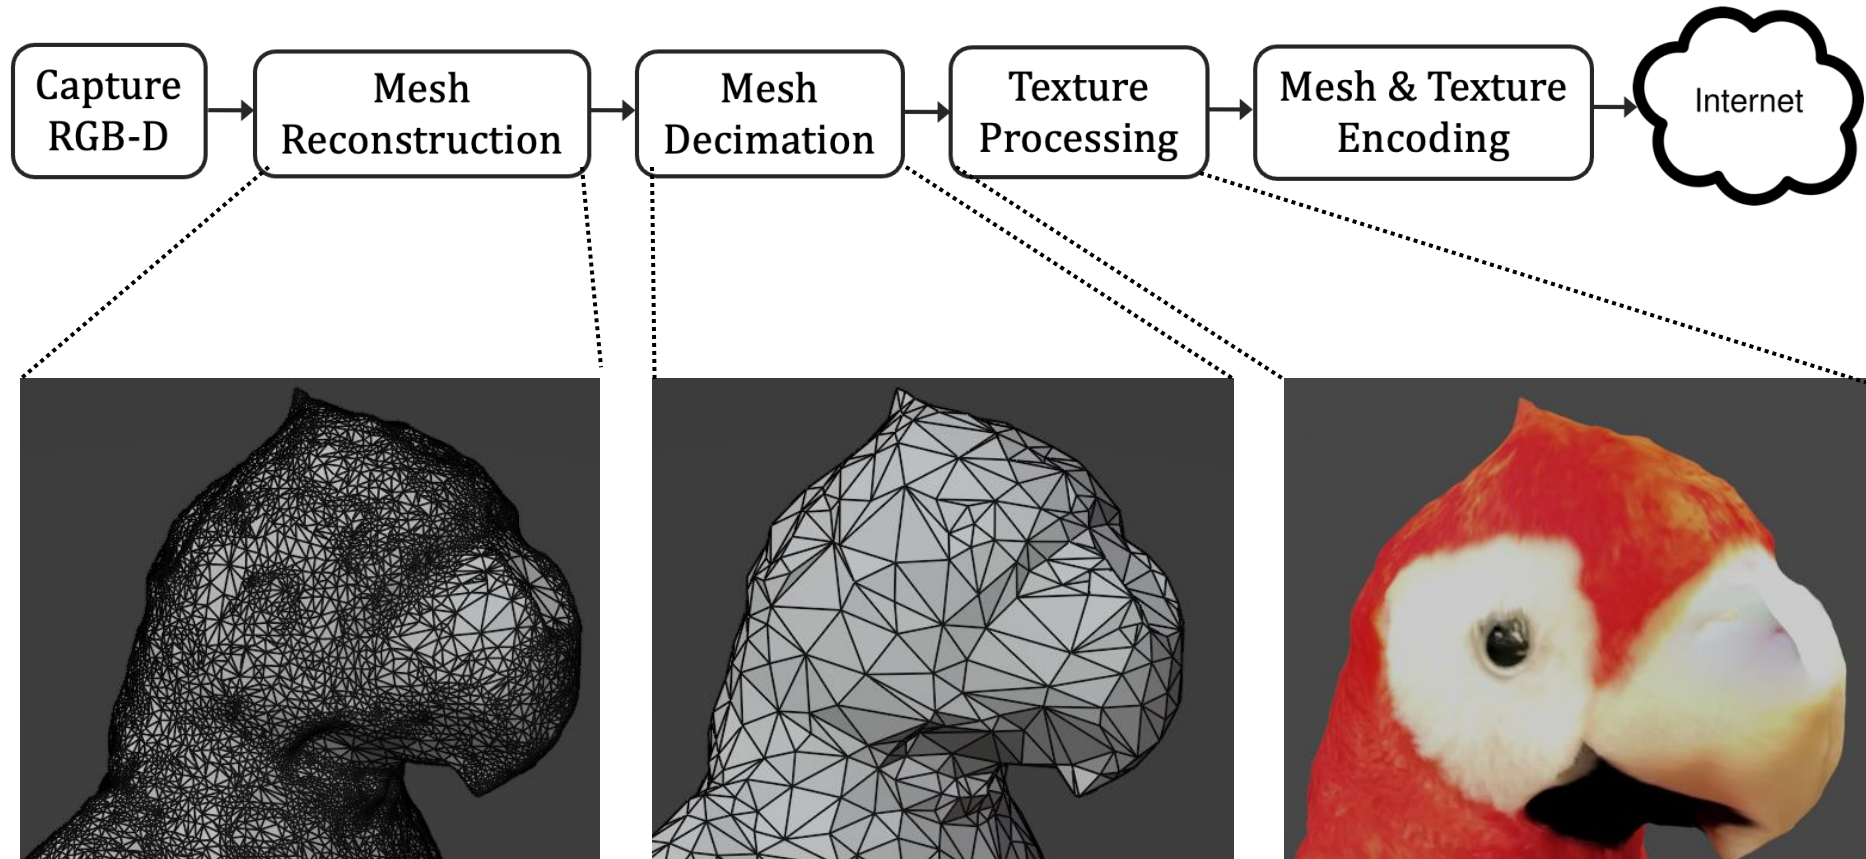 Capture
RGB-D
Mesh
Reconstruction
Mesh
Decimation
Texture
Processing
Mesh & Texture
Encoding
Internet